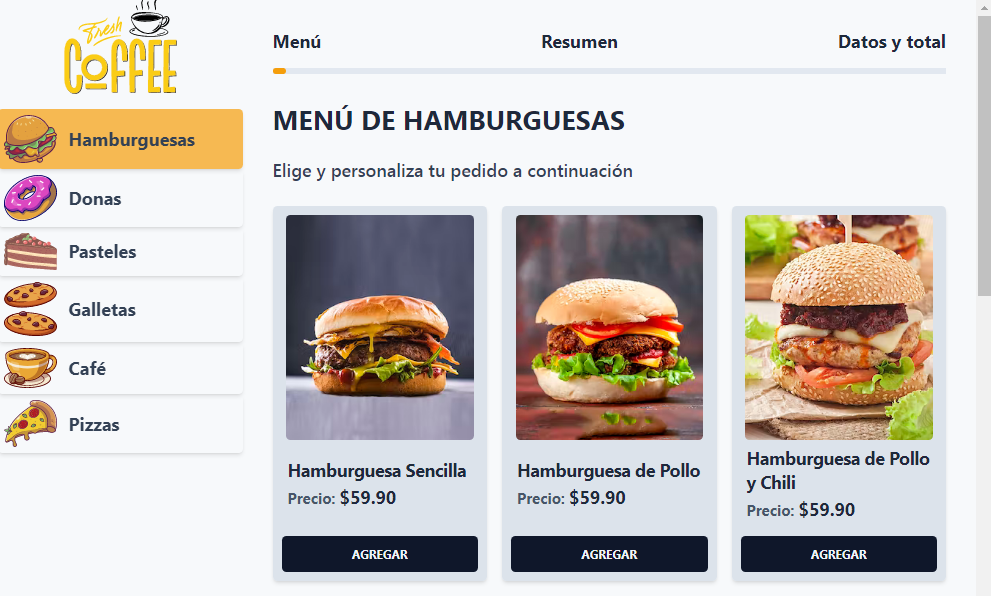 Fresh
COFFEE
Menú
Resumen
Datos y total
Hamburguesas
Donas
Pasteles
Galletas
Café
Pizzas
MENÚ DE HAMBURGUESAS
Elige y personaliza tu pedido a continuación
Hamburguesa Sencilla
Precio: $59.90
AGREGAR
Hamburguesa de Pollo
Precio: $59.90
AGREGAR
Hamburguesa de Pollo
y Chili
Precio: $59.90
AGREGAR